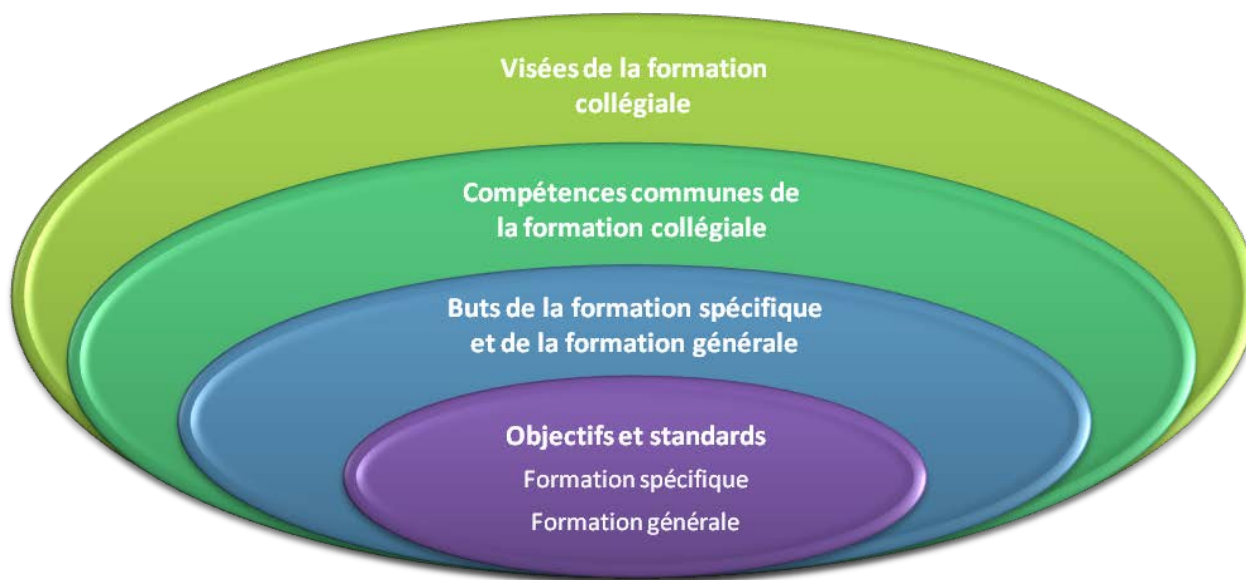 Visées de la formation
collégiale
Compétences communes de
la formation collégiale
Buts de la formation spécifique
et de la formation générale
Objectifs et standards
Formation spécifique
Formation générale